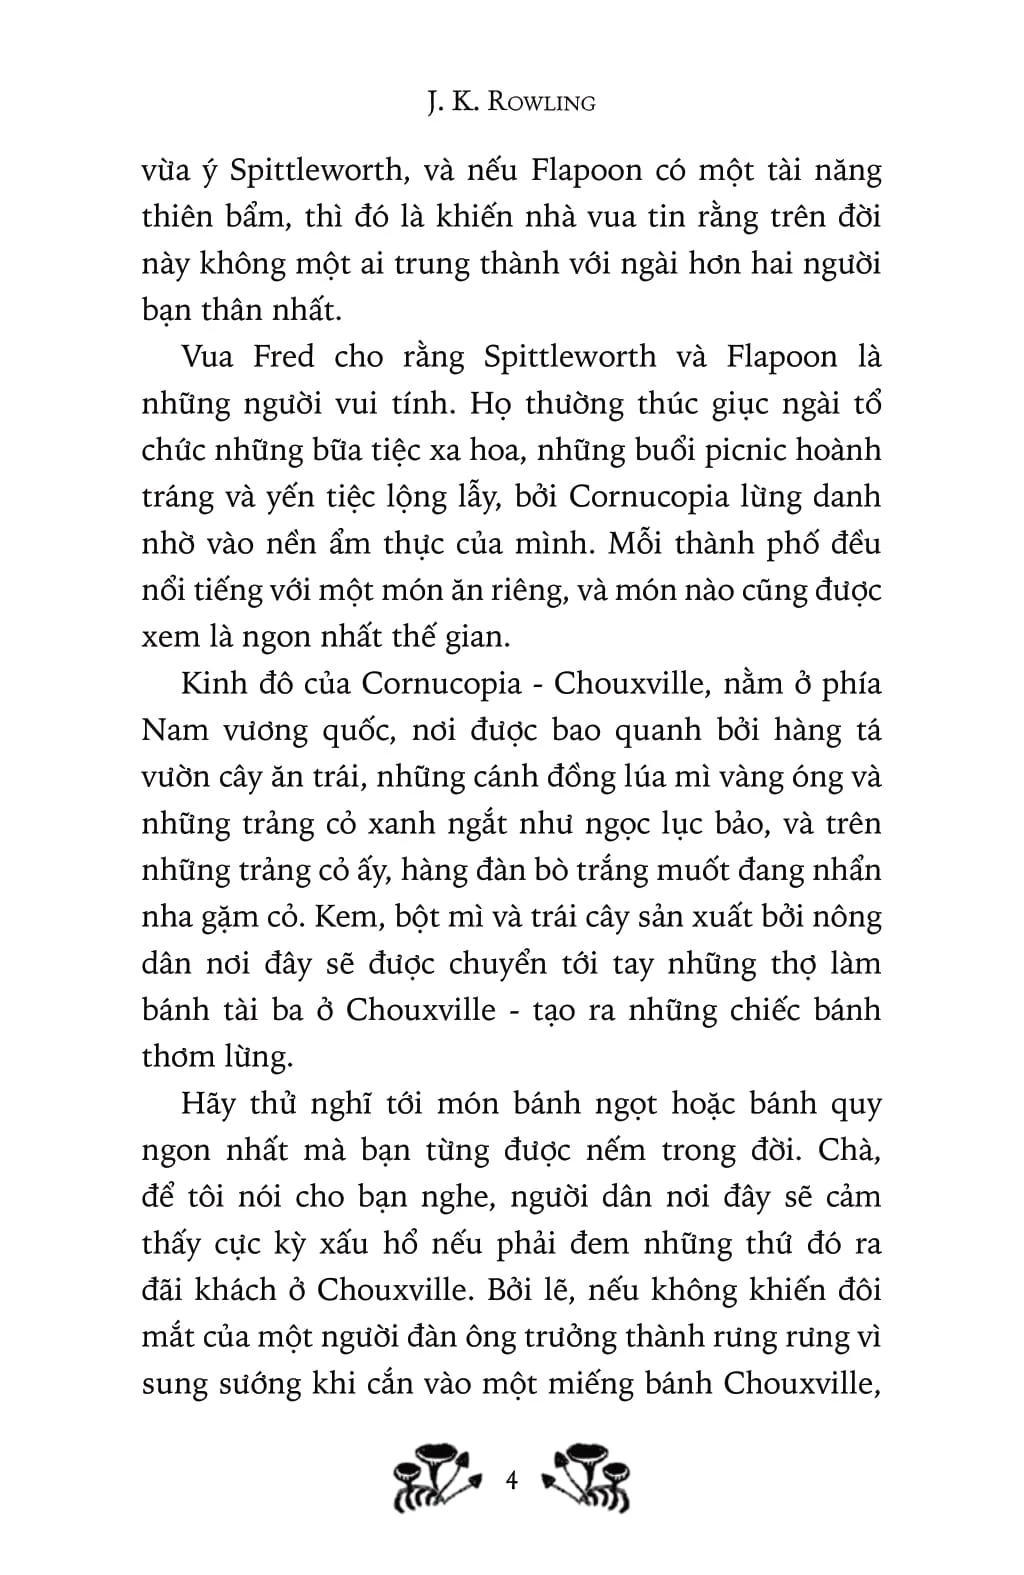 J. K. Rowling
vừa ý Spittleworth, và nếu Flapoon có một tài năng
thiên bẩm, thì đó là khiến nhà vua tin rằng trên đời
này không một ai trung thành với ngài hơn hai người
bạn thân nhất.
Vua Fred cho rằng Spittleworth và Flapoon là
những người vui tính. Họ thường thúc giục ngài tổ
chức những bữa tiệc xa hoa, những buổi picnic hoành
tráng và yến tiệc lộng lẫy, bởi Cornucopia lừng danh
nhờ vào nền ẩm thực của mình. Mỗi thành phố đều
nổi tiếng với một món ăn riêng, và món nào cũng được
xem là ngon nhất thế gian.
Kinh đô của Cornucopia - Chouxville, nằm ở phía
Nam vương quốc, nơi được bao quanh bởi hàng tá
vườn cây ăn trái, những cánh đồng lúa mì vàng óng và
những trảng cỏ xanh ngắt như ngọc lục bảo, và trên
những trảng cỏ ấy, hàng đàn bò trắng muốt đang nhẩn
nha gặm cỏ. Kem, bột mì và trái cây sản xuất bởi nông
dân nơi đây sẽ được chuyển tới tay những thợ làm
bánh tài ba ở Chouxville - tạo ra những chiếc bánh
thơm lừng.
Hãy thử nghĩ tới món bánh ngọt hoặc bánh quy
ngon nhất mà bạn từng được nếm trong đời. Chà,
để tôi nói cho bạn nghe, người dân nơi đây sẽ cảm
thấy cực kỳ xấu hổ nếu phải đem những thứ đó ra
đãi khách ở Chouxville. Bởi lẽ, nếu không khiến đôi
mắt của một người đàn ông trưởng thành rưng rưng vì
sung sướng khi cắn vào một miếng bánh Chouxville,
4